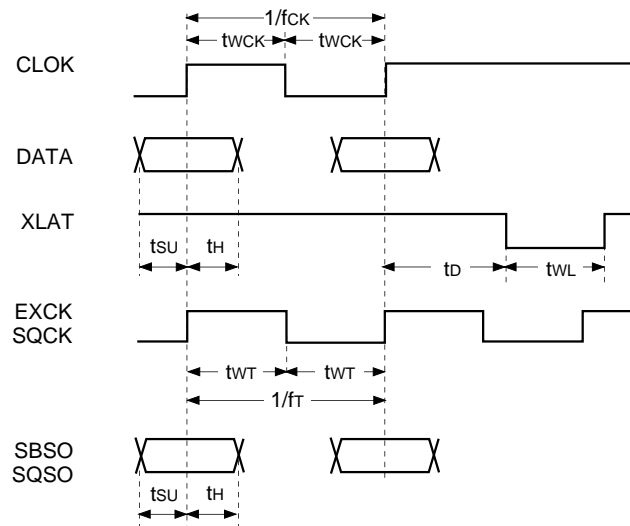 1/fCK
tWCK tWCK
CLOK
DATA
XLAT
tSU tH
tD tWL
EXCK
SQCK
tWT tWT
1/fT
SBSO
SQSO
tSU tH